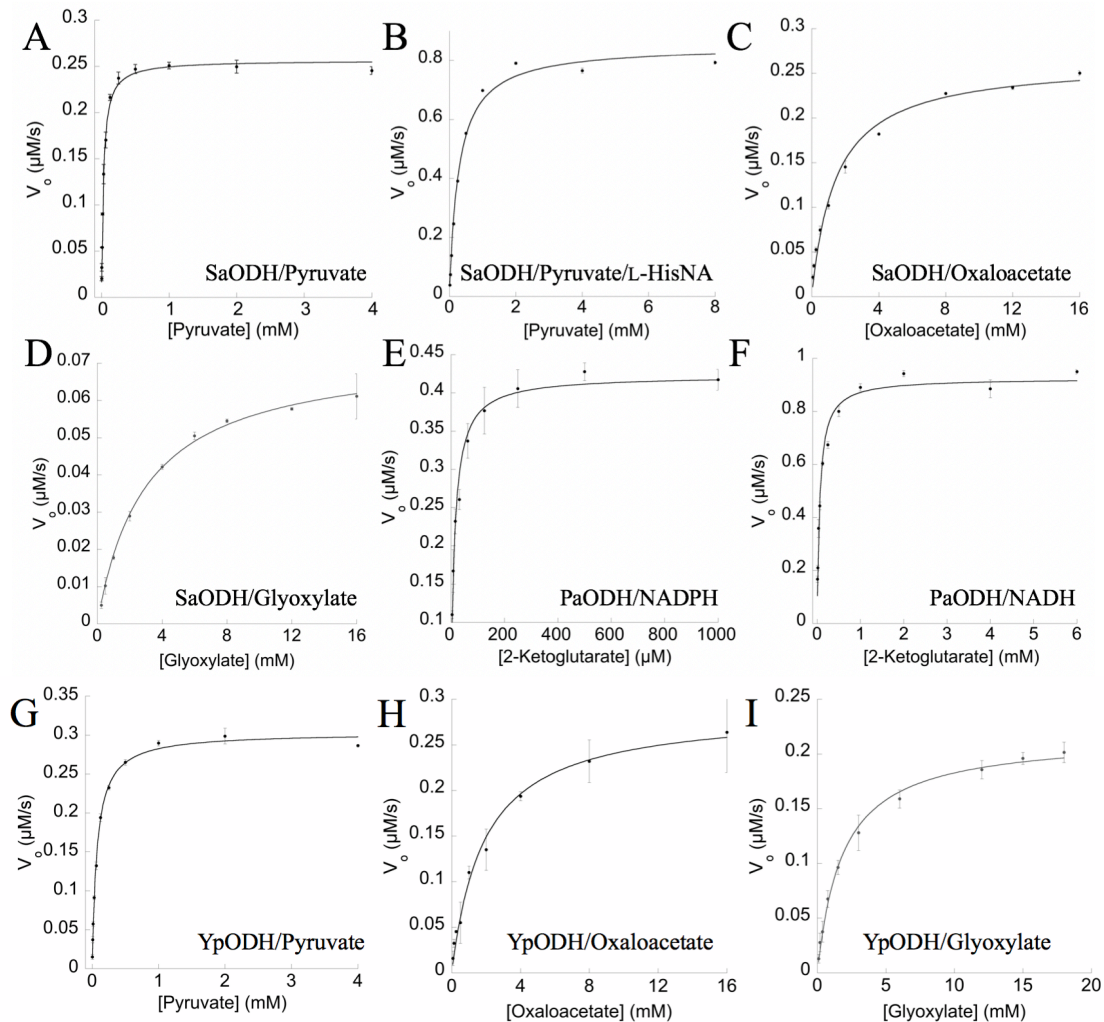 A
0.3
0.25
0.2
0.15
0.1
0.05
0
V o (µM/s)
SaODH/Pyruvate
0 1 2 3 4
[Pyruvate] (mM)
B
0.8
0.6
0.4
0.2
0
V o (µM/s)
SaODH/Pyruvate/L-HisNA
0 2 4 6 8
[Pyruvate] (mM)
C
0.3
0.25
0.2
0.15
0.1
0.05
0
V o (µM/s)
SaODH/Oxaloacetate
0 4 8 12 16
[Oxaloacetate] (mM)
D
0.07
0.06
0.05
0.04
0.03
0.02
0.01
0
V o (µM/s)
SaODH/Glyoxylate
0 4 8 12 16
[Glyoxylate] (mM)
E
0.45
0.4
0.35
0.3
0.25
0.2
0.15
0.1
V o (µM/s)
PaODH/NADPH
0 200 400 600 800 1000
[2-Ketoglutarate] (µM)
F
1
0.8
0.6
0.4
0.2
0
V o (µM/s)
PaODH/NADH
0 1 2 3 4 5 6
[2-Ketoglutarate] (mM)
G
0.35
0.3
0.25
0.2
0.15
0.1
0.05
0
V o (µM/s)
YpODH/Pyruvate
0 1 2 3 4
[Pyruvate] (mM)
H
0.3
0.25
0.2
0.15
0.1
0.05
0
V o (µM/s)
YpODH/Oxaloacetate
0 4 8 12 16
[Oxaloacetate] (mM)
I
0.25
0.2
0.15
0.1
0.05
0
V o (µM/s)
YpODH/Glyoxylate
0 5 10 15 20
[Glyoxylate] (mM)